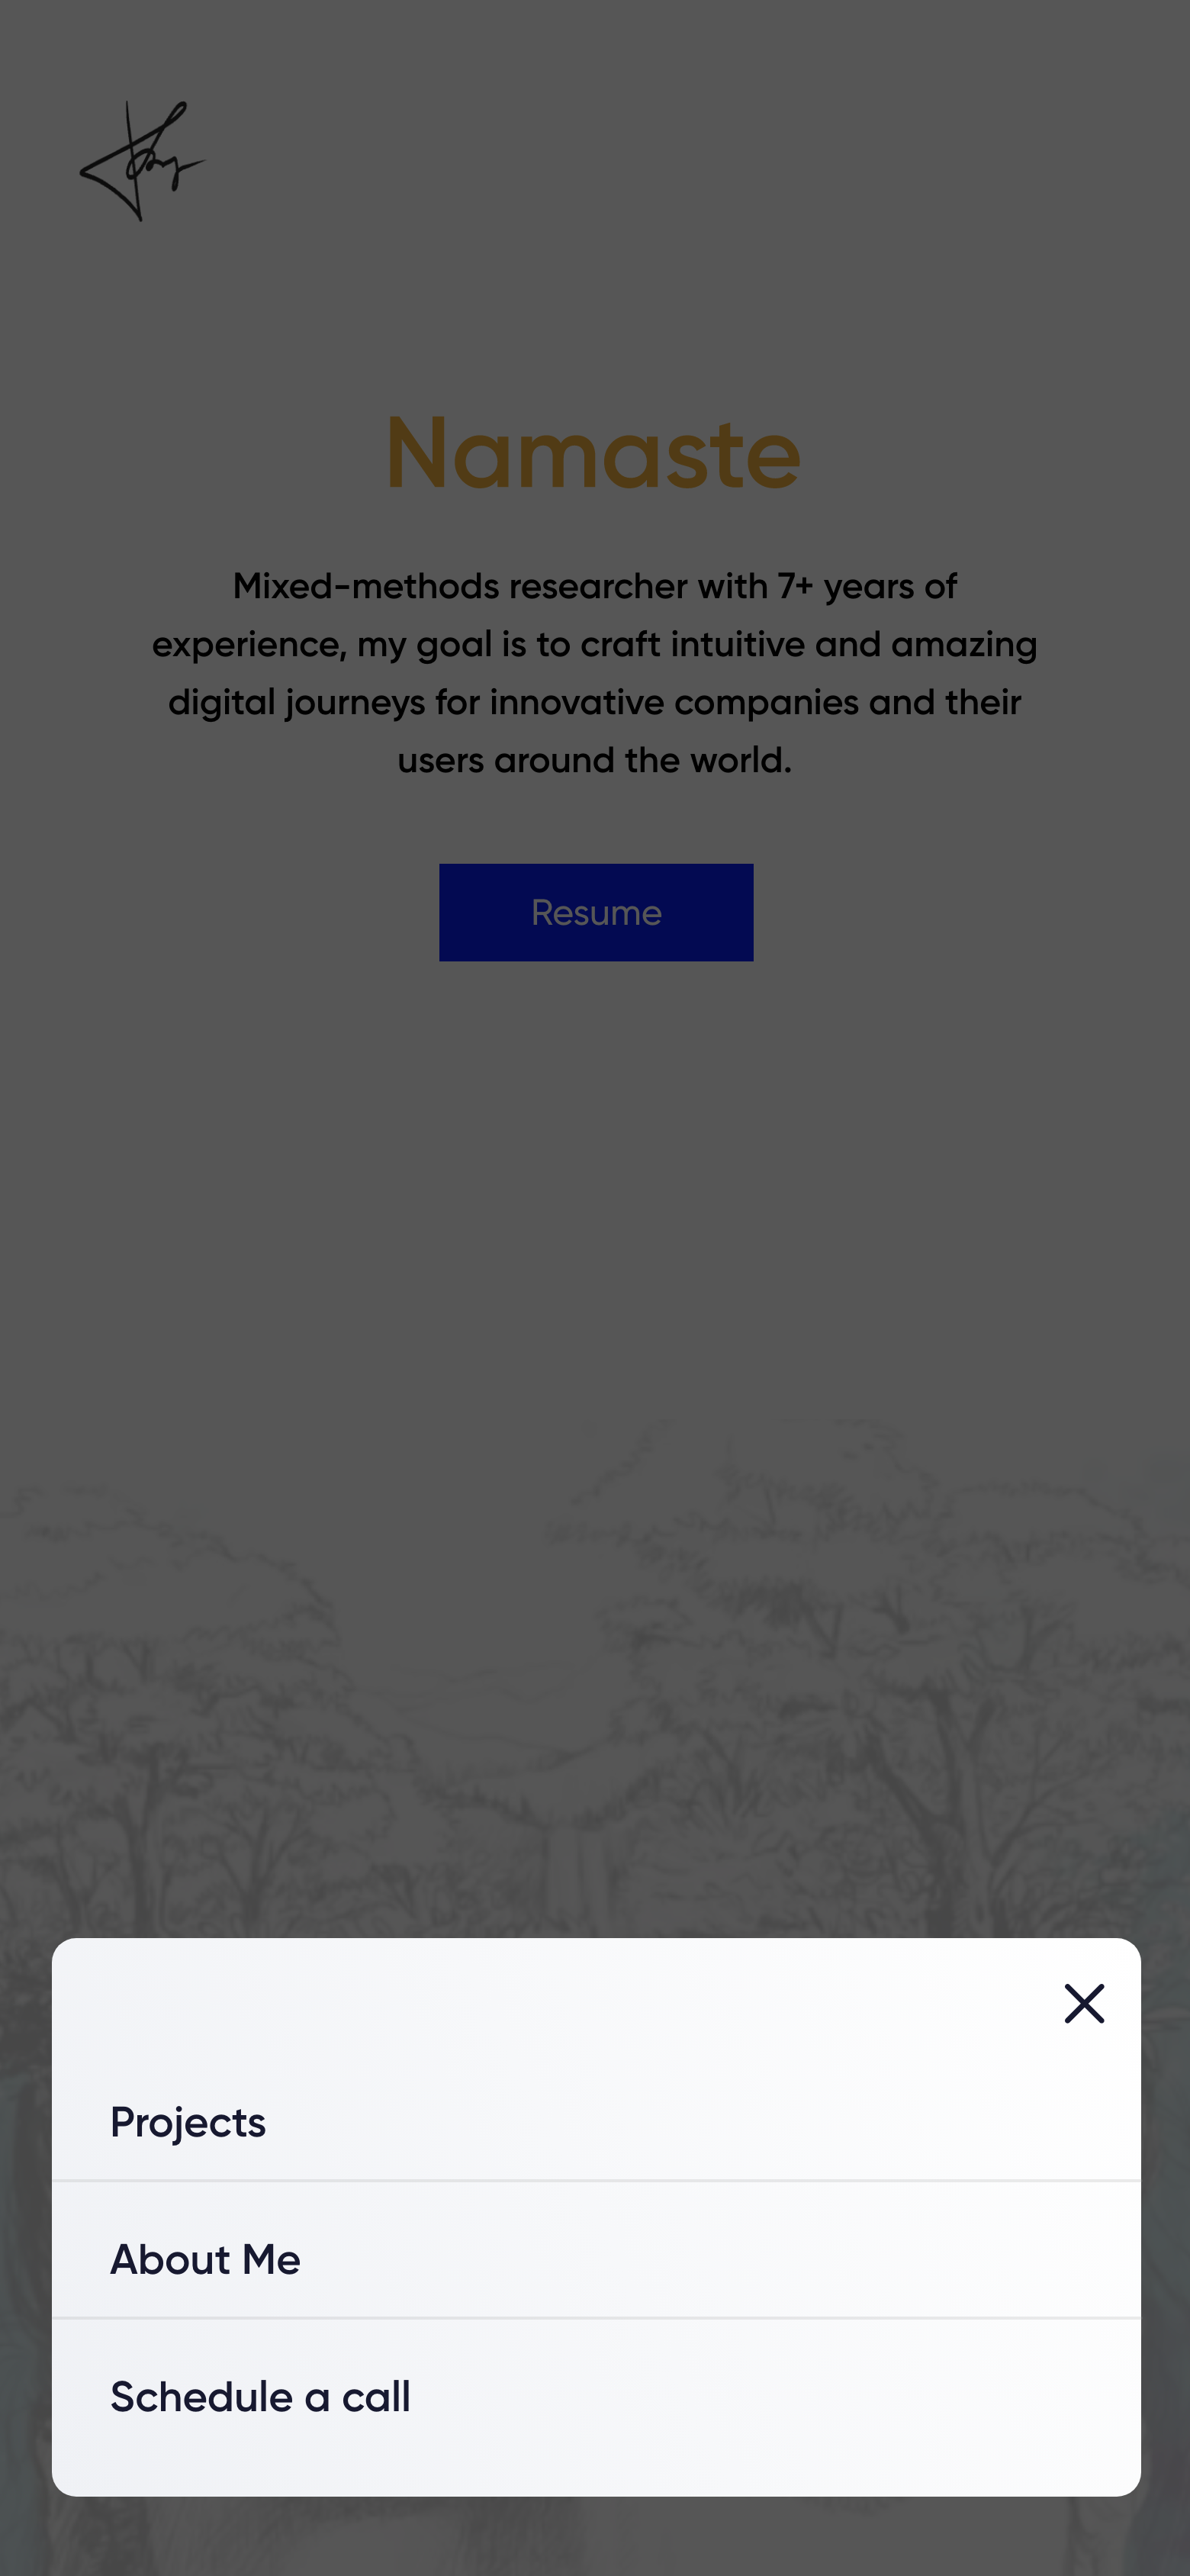 Namaste
Mixed-methods researcher with 7+ years of
experience, my goal is to craft intuitive and amazing
digital journeys for innovative companies and their
users around the world.
Resume
Projects
About Me
Schedule a call